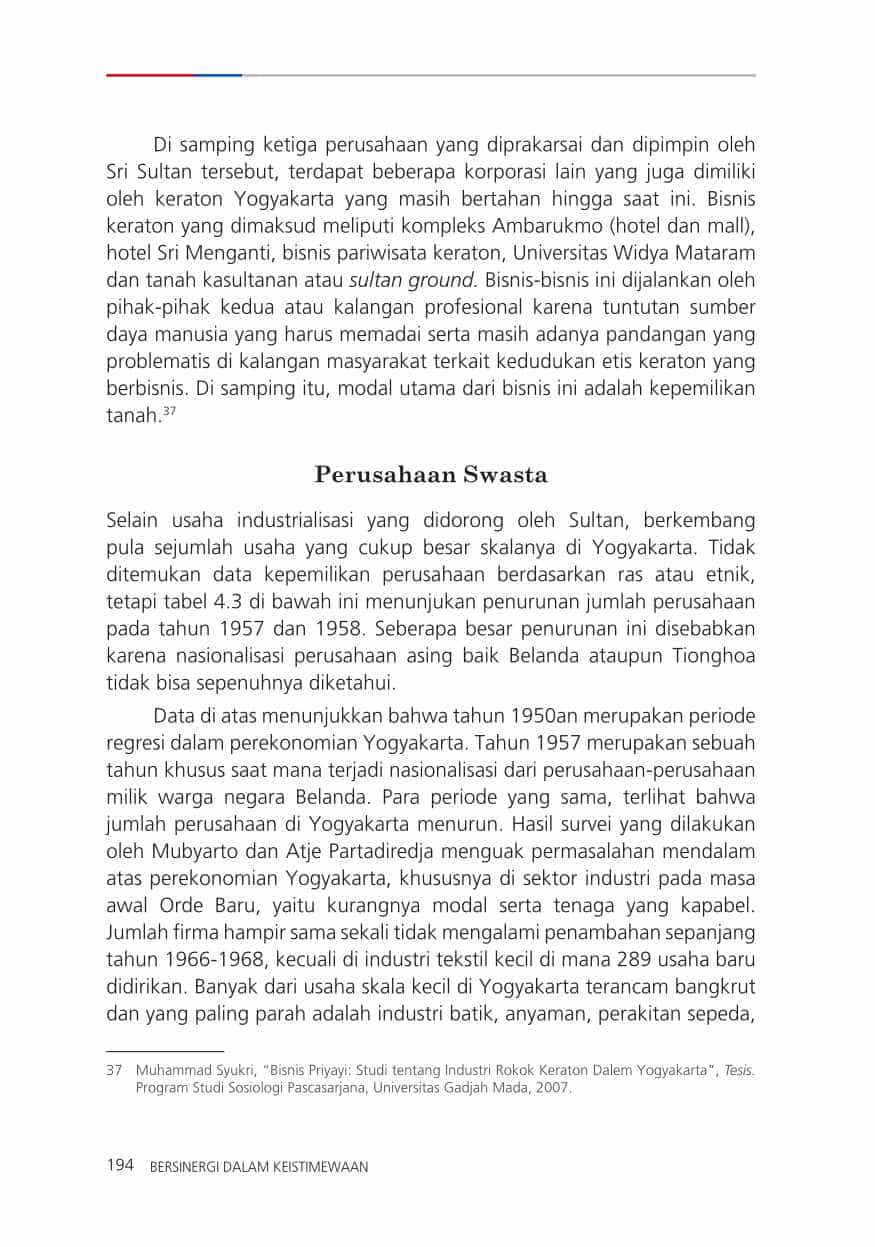 Di samping ketiga perusahaan yang diprakarsai dan dipimpin oleh
Sri Sultan tersebut, terdapat beberapa korporasi lain yang juga dimiliki
oleh keraton Yogyakarta yang masih bertahan hingga saat ini. Bisnis
keraton yang dimaksud meliputi kompleks Ambarukmo (hotel dan mall),
hotel Sri Menganti, bisnis pariwisata keraton, Universitas Widya Mataram
dan tanah kasultanan atau sultan ground. Bisnis-bisnis ini dijalankan oleh
pihak-pihak kedua atau kalangan profesional karena tuntutan sumber
daya manusia yang harus memadai serta masih adanya pandangan yang
problematis di kalangan masyarakat terkait kedudukan etis keraton yang
berbisnis. Di samping itu, modal utama dari bisnis ini adalah kepemilikan
tanah.37
Perusahaan Swasta
Selain usaha industrialisasi yang didorong oleh Sultan, berkembang
pula sejumlah usaha yang cukup besar skalanya di Yogyakarta. Tidak
ditemukan data kepemilikan perusahaan berdasarkan ras atau etnik,
tetapi tabel 4.3 di bawah ini menunjukan penurunan jumlah perusahaan
pada tahun 1957 dan 1958. Seberapa besar penurunan ini disebabkan
karena nasionalisasi perusahaan asing baik Belanda ataupun Tionghoa
tidak bisa sepenuhnya diketahui.
Data di atas menunjukkan bahwa tahun 1950an merupakan periode
regresi dalam perekonomian Yogyakarta. Tahun 1957 merupakan sebuah
tahun khusus saat mana terjadi nasionalisasi dari perusahaan-perusahaan
milik warga negara Belanda. Para periode yang sama, terlihat bahwa
jumlah perusahaan di Yogyakarta menurun. Hasil survei yang dilakukan
oleh Mubyarto dan Atje Partadiredja menguak permasalahan mendalam
atas perekonomian Yogyakarta, khususnya di sektor industri pada masa
awal Orde Baru, yaitu kurangnya modal serta tenaga yang kapabel.
Jumlah firma hampir sama sekali tidak mengalami penambahan sepanjang
tahun 1966-1968, kecuali di industri tekstil kecil di mana 289 usaha baru
didirikan. Banyak dari usaha skala kecil di Yogyakarta terancam bangkrut
dan yang paling parah adalah industri batik, anyaman, perakitan sepeda,
37 Muhammad Syukri, “Bisnis Priyayi: Studi tentang Industri Rokok Keraton Dalem Yogyakarta”, Tesis.
Program Studi Sosiologi Pascasarjana, Universitas Gadjah Mada, 2007.
194 BERSINERGI DALAM KEISTIMEWAAN